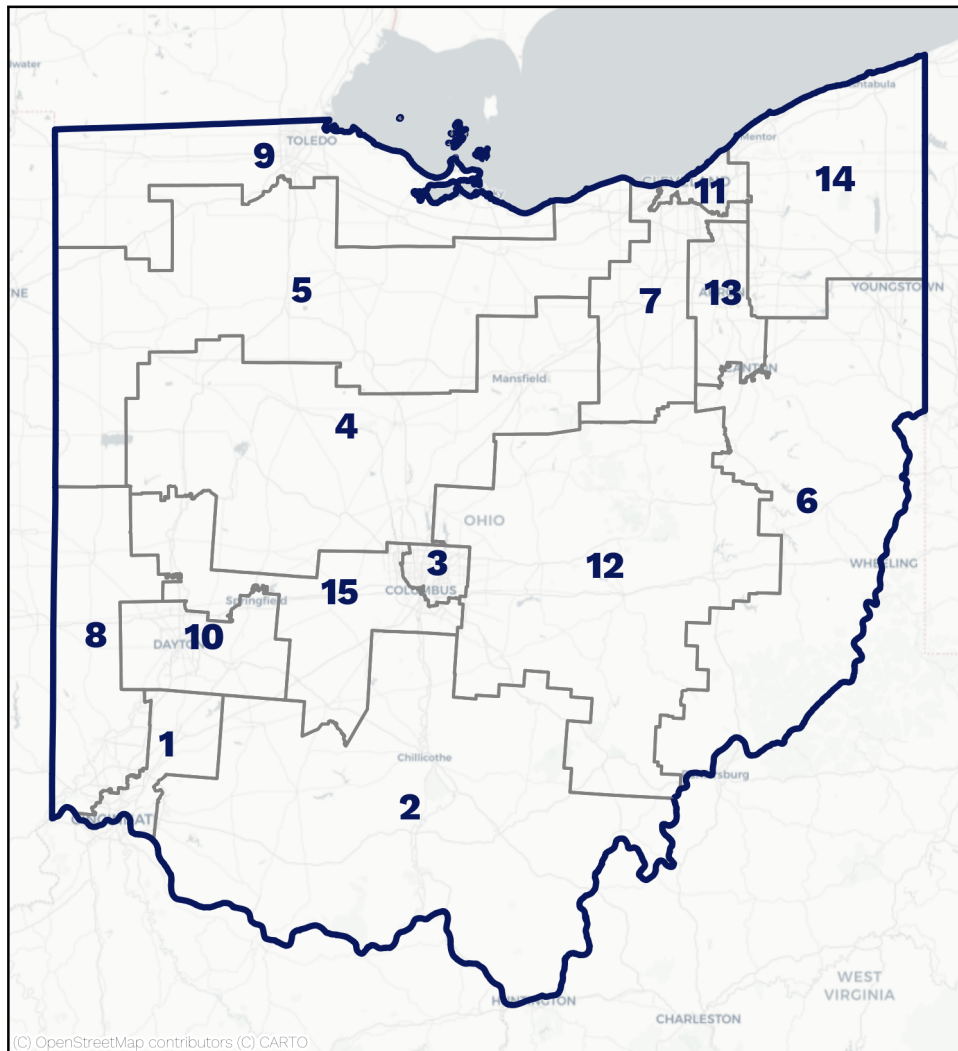 TOLEDO
9
Mentor
14
11
5
7
13
YOUNGSTOWN
Mansfield
4
6
OHIO
3
12
WHEELING
15
COLUMBUS
Springfield
8
10
DAYTON
1
Chillicothe
2
WEST
VIRGINIA
HUNTINGTON
CHARLESTON
(C) OpenStreetMap contributors (C) CARTO